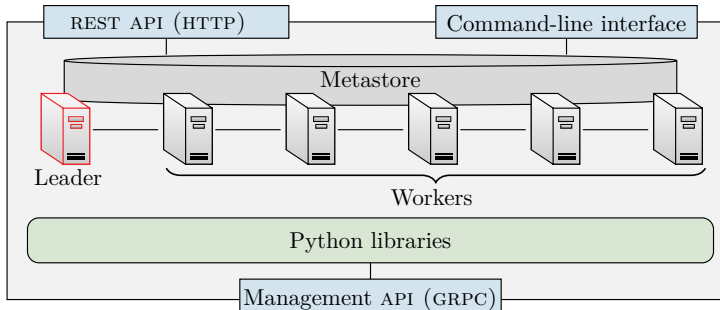 REST API (HTTP)
Command-line interface
Metastore
Leader
Workers
Python libraries
Management API (GRPC)